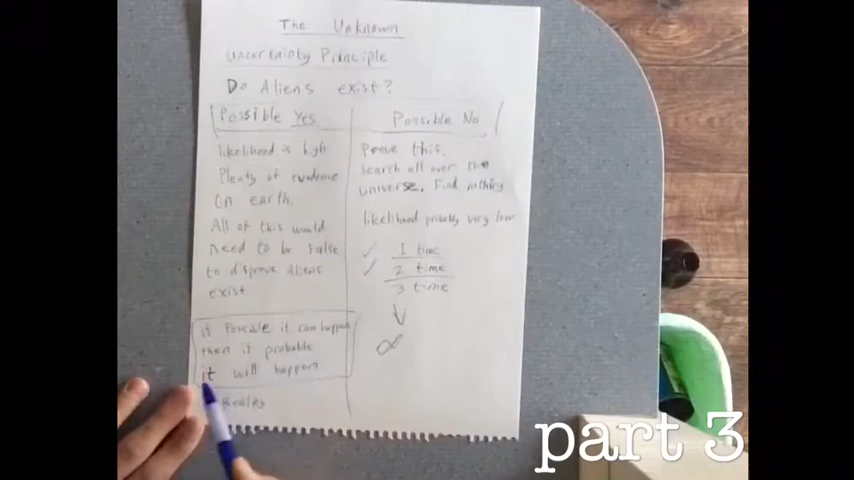 The Unknown
Uncertainty Principle
Do Aliens exist?
Possible Yes
likelihood is high
Plenty of evidence
on earth.
All of this would
need to be false
to disprove Aliens
exist
if Possible it can happen
then it probable
it will happen
Possible No
Prove this.
Search all over the
universe. Find nothing
likelihood probably very low
✓ 1 time
✓ 2 time
3 time
↓
∞
part 3